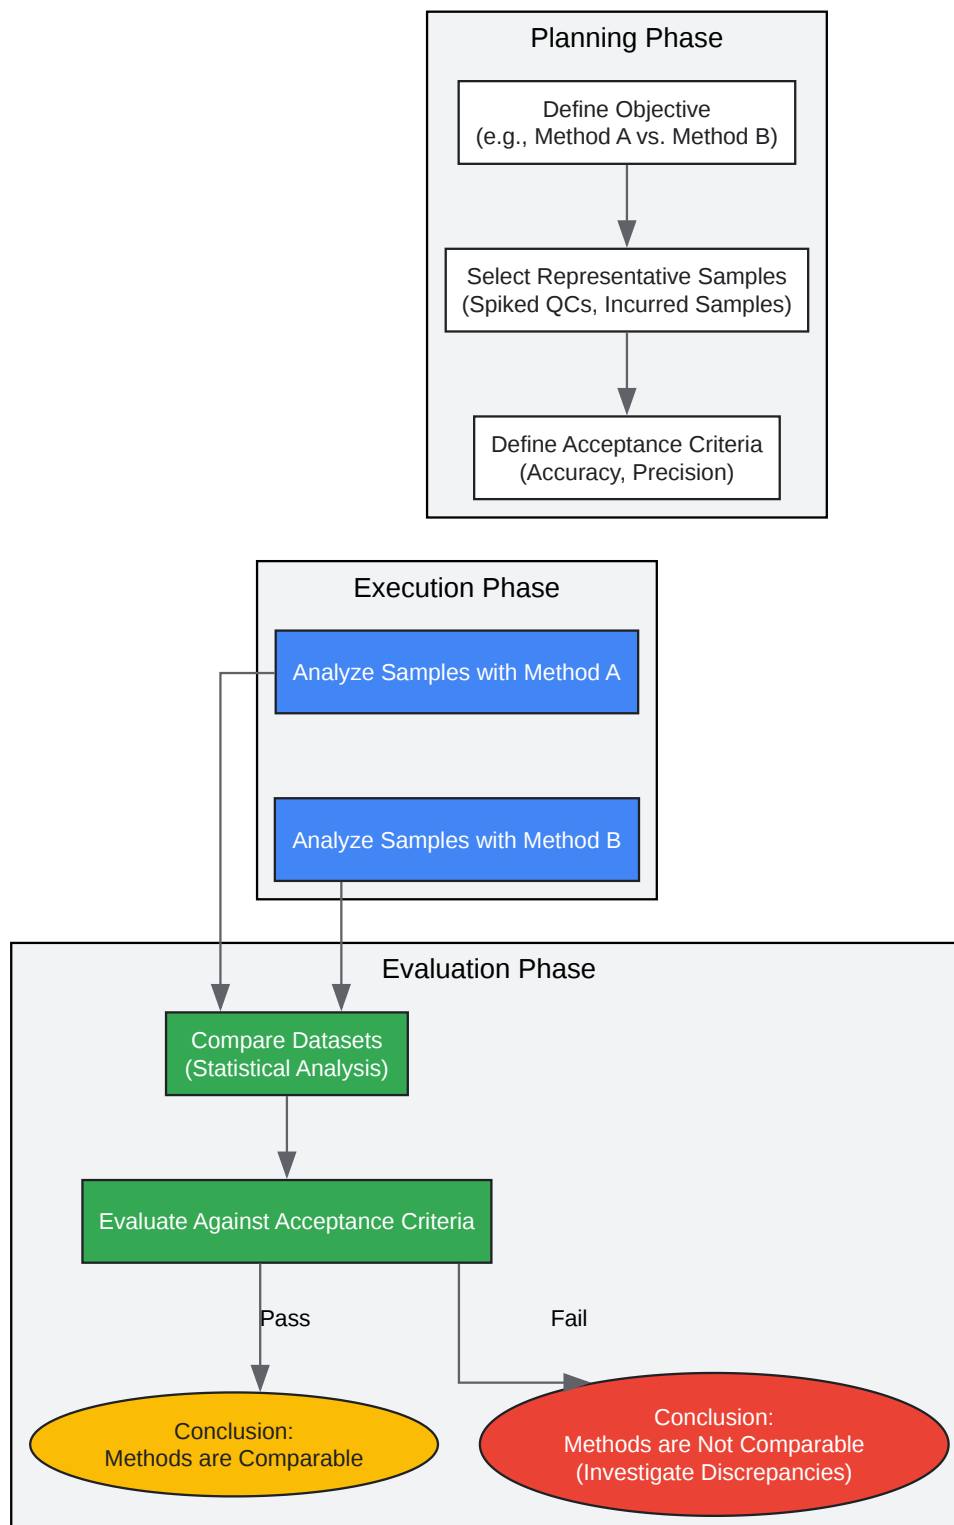 Planning Phase
Define Objective
(e.g., Method A vs. Method B)
Select Representative Samples
(Spiked QCs, Incurred Samples)
Define Acceptance Criteria
(Accuracy, Precision)
Execution Phase
Analyze Samples with Method A
Analyze Samples with Method B
Evaluation Phase
Compare Datasets
(Statistical Analysis)
Evaluate Against Acceptance Criteria
Pass
Fail
Conclusion:
Methods are Comparable
Conclusion:
Methods are Not Comparable
(Investigate Discrepancies)